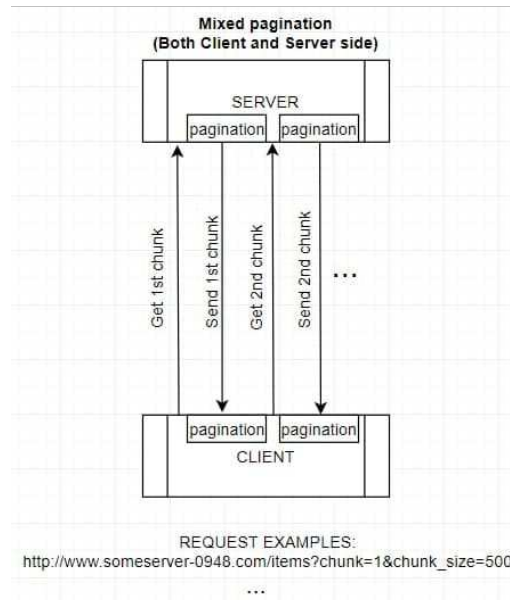 Mixed pagination
(Both Client and Server side)
SERVER
pagination
pagination
Get 1st chunk
Send 1st chunk
Get 2nd chunk
Send 2nd chunk
...
pagination
pagination
CLIENT
REQUEST EXAMPLES:
http://www.someserver-0948.com/items?chunk=1&chunk_size=500
...